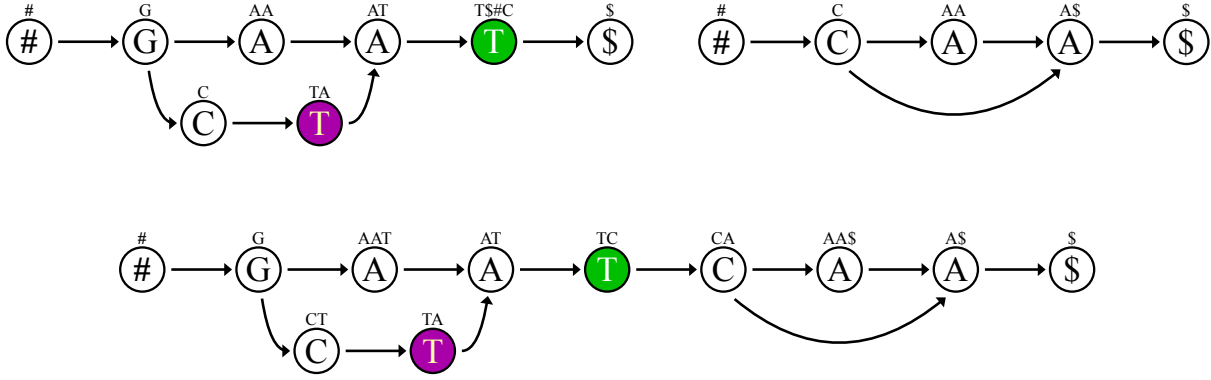 # G AA AT T$#C $
# G A A T $
C TA
C T
# C AA A$ $
# C A A $
# G AAT AT TC CA AA$ A$ $
# G A A T C A A $
CT TA
C T